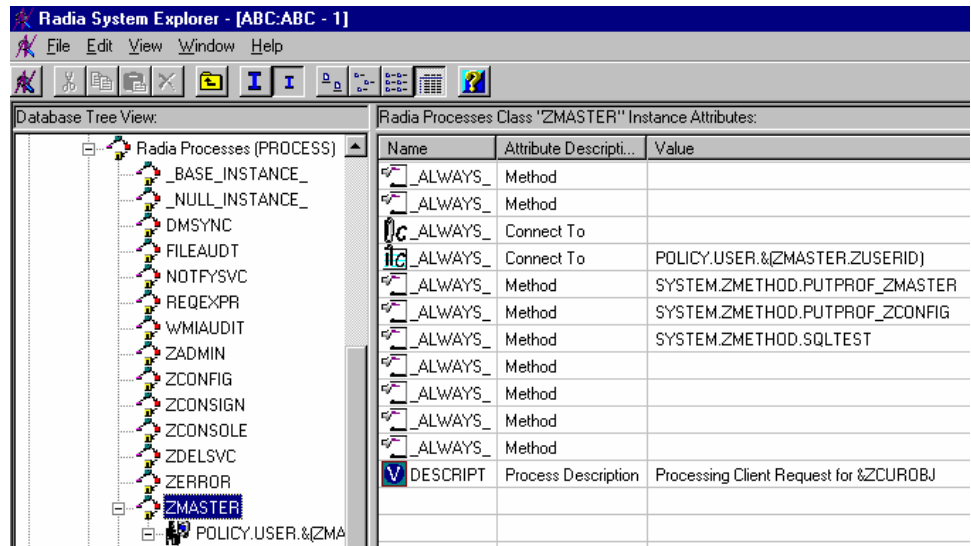 Radia System Explorer - [ABC:ABC - 1]
File Edit View Window Help
Database Tree View:
Radia Processes (PROCESS)
_BASE_INSTANCE_
_NULL_INSTANCE_
DMSYNC
FILEAUDT
NOTFYSVC
REQEXPR
WMIAUDIT
ZADMIN
ZCONFIG
ZCONSIGN
ZCONSOLE
ZDELSVC
ZERROR
ZMASTER
POLICY.USER.&(ZMA
Radia Processes Class "ZMASTER" Instance Attributes:
Name Attribute Descripti... Value
_ALWAYS_ Method
_ALWAYS_ Method
_ALWAYS_ Connect To
_ALWAYS_ Connect To POLICY.USER.&(ZMASTER.ZUSERID)
_ALWAYS_ Method SYSTEM.ZMETHOD.PUTPROF_ZMASTER
_ALWAYS_ Method SYSTEM.ZMETHOD.PUTPROF_ZCONFIG
_ALWAYS_ Method SYSTEM.ZMETHOD.SQLTEST
_ALWAYS_ Method
_ALWAYS_ Method
_ALWAYS_ Method
_ALWAYS_ Method
V DESCRIPT Process Description Processing Client Request for &ZCUROBJ